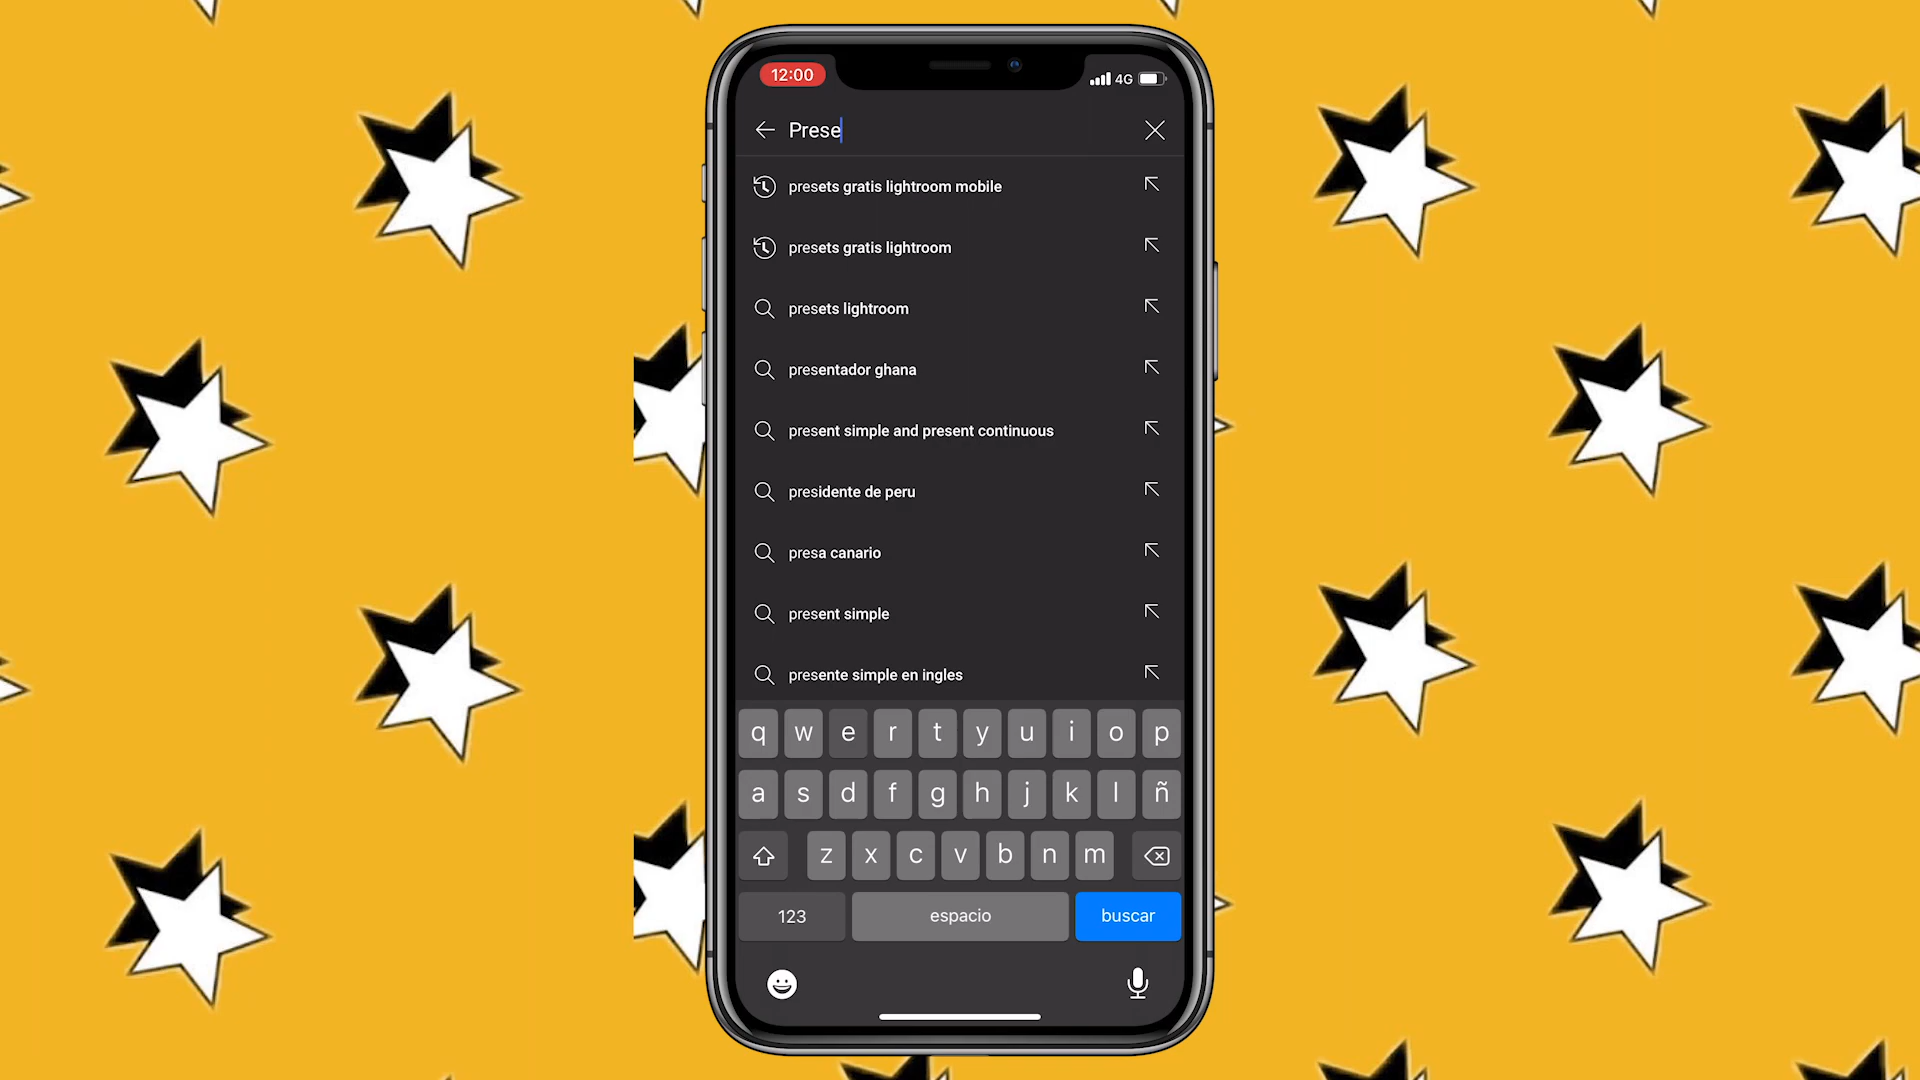 12:00
4G
Prese
presets gratis lightroom mobile
presets gratis lightroom
presets lightroom
presentador ghana
present simple and present continuous
presidente de peru
presa canario
present simple
presente simple en ingles
q w e r t y u i o p
a s d f g h j k l ñ
z x c v b n m
123 espacio buscar